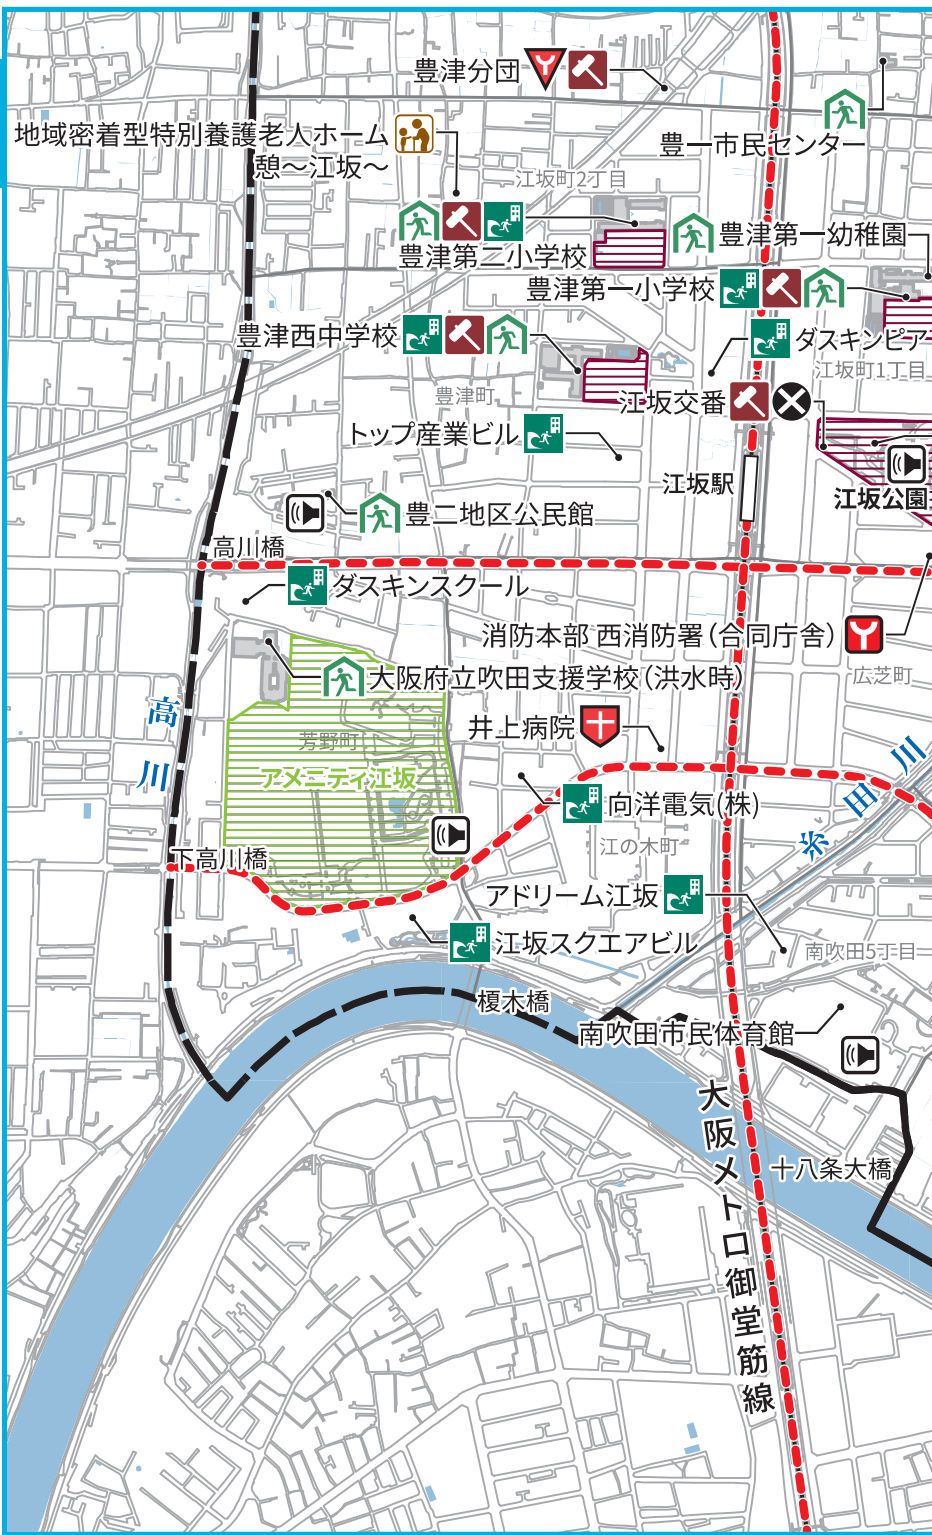 豊津分団
地域密着型特別養護老人ホーム
憩～江坂～
豊一市民センター
江坂町2丁目
豊津第二小学校
豊津第一幼稚園
豊津第一小学校
豊津西中学校
ダスキンピア
江坂町1丁目
豊津町
江坂交番
トップ産業ビル
江坂駅
江坂公園
豊二地区公民館
高川橋
ダスキンスクール
消防本部 西消防署（合同庁舎）
広芝町
大阪府立吹田支援学校（洪水時）
高川
井上病院
芳野町
アメニティ江坂
糸田川
向洋電気(株)
江の木町
下高川橋
アドリーム江坂
江坂スクエアビル
南吹田5丁目
榎木橋
南吹田市民体育館
大阪メトロ御堂筋線
十八条大橋